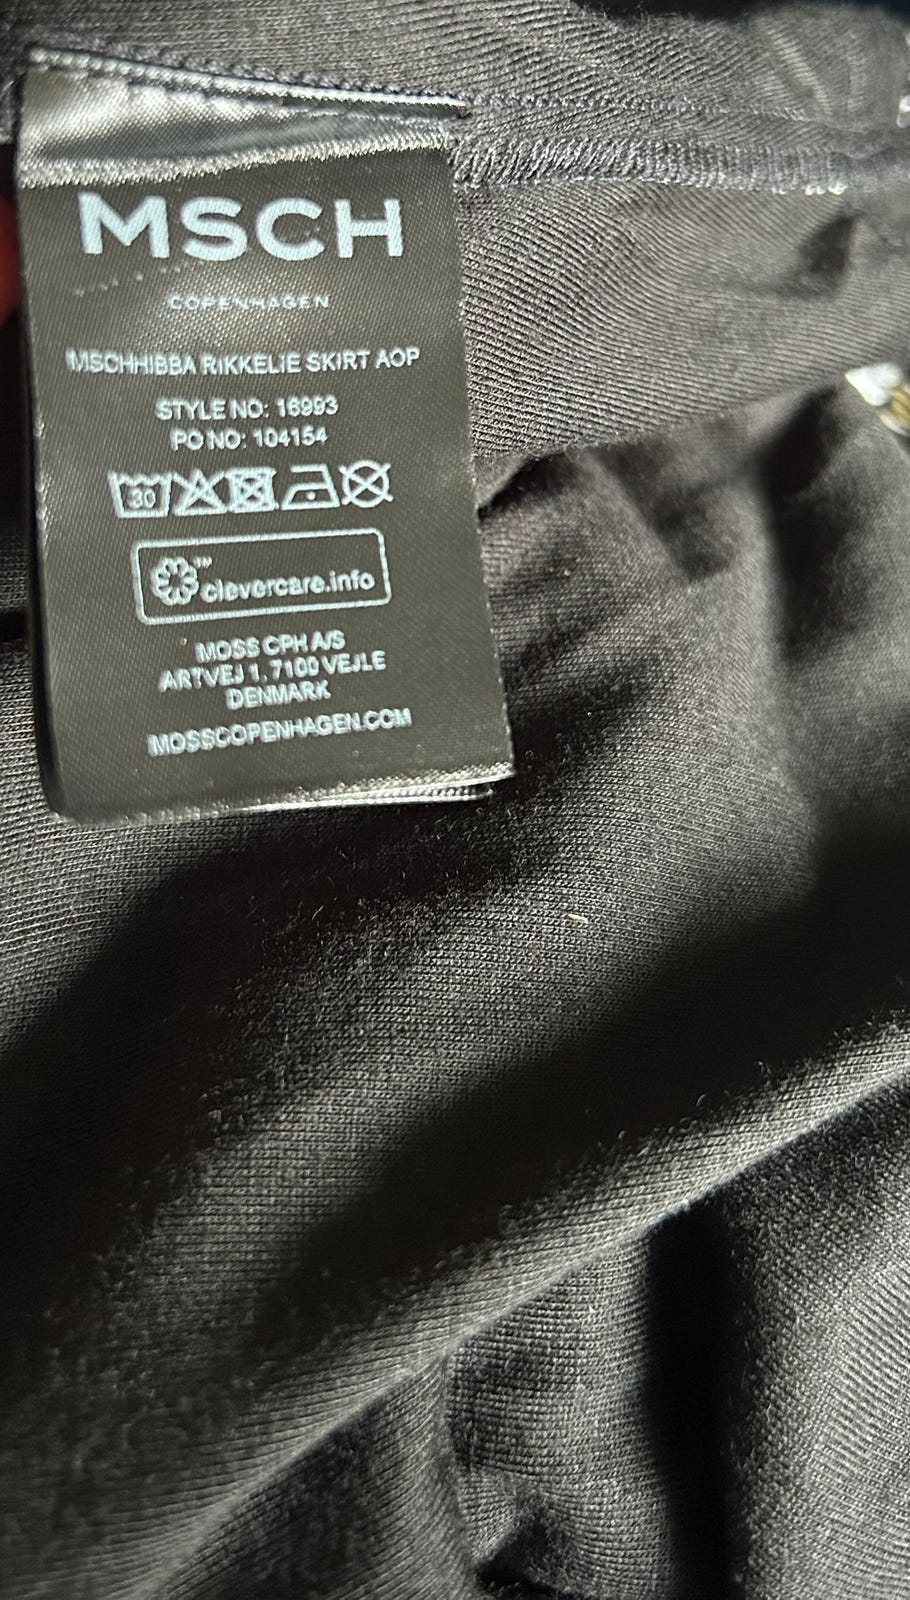 MSCH
COPENHAGEN
MSCHHIBBA RIKKELIE SKIRT AOP
STYLE NO: 16993
PO NO: 104154
30
clevercare.info
MOSS CPH A/S
ARTVEJ 1, 7100 VEJLE
DENMARK
MOSSCOPENHAGEN.COM